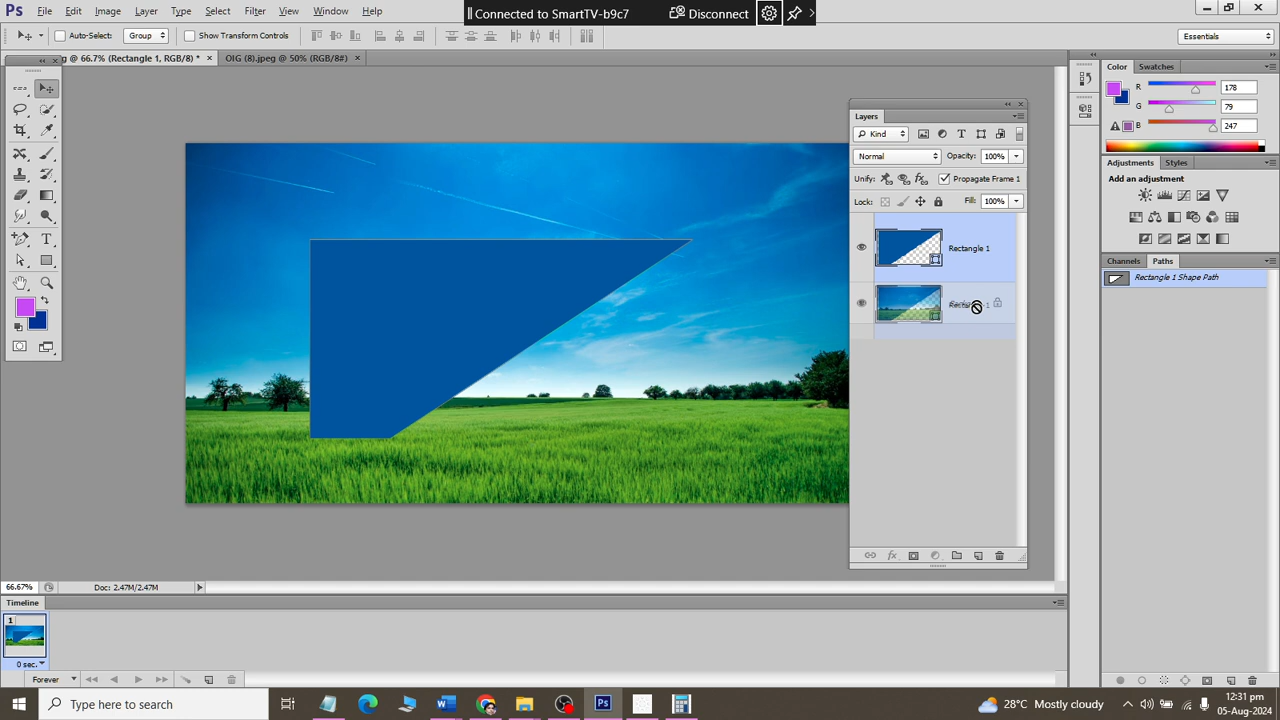 Ps File Edit Image Layer Type Select Filter View Window Help
Connected to SmartTV-b9c7 Disconnect
Auto-Select: Group Show Transform Controls Essentials
g @ 66.7% (Rectangle 1, RGB/8) * × OIG (8).jpeg @ 50% (RGB/8#) ×
Color Swatches
R 178
G 79
B 247
Layers
Kind
Normal Opacity: 100%
Unify: Propagate Frame 1
Lock: Fill: 100%
Rectangle 1
Rectangle 1
Adjustments Styles
Add an adjustment
Channels Paths
Rectangle 1 Shape Path
66.67% Doc: 2.47M/2.47M
Timeline
1
0 sec.
Forever
Type here to search
28°C Mostly cloudy
12:31 pm
05-Aug-2024